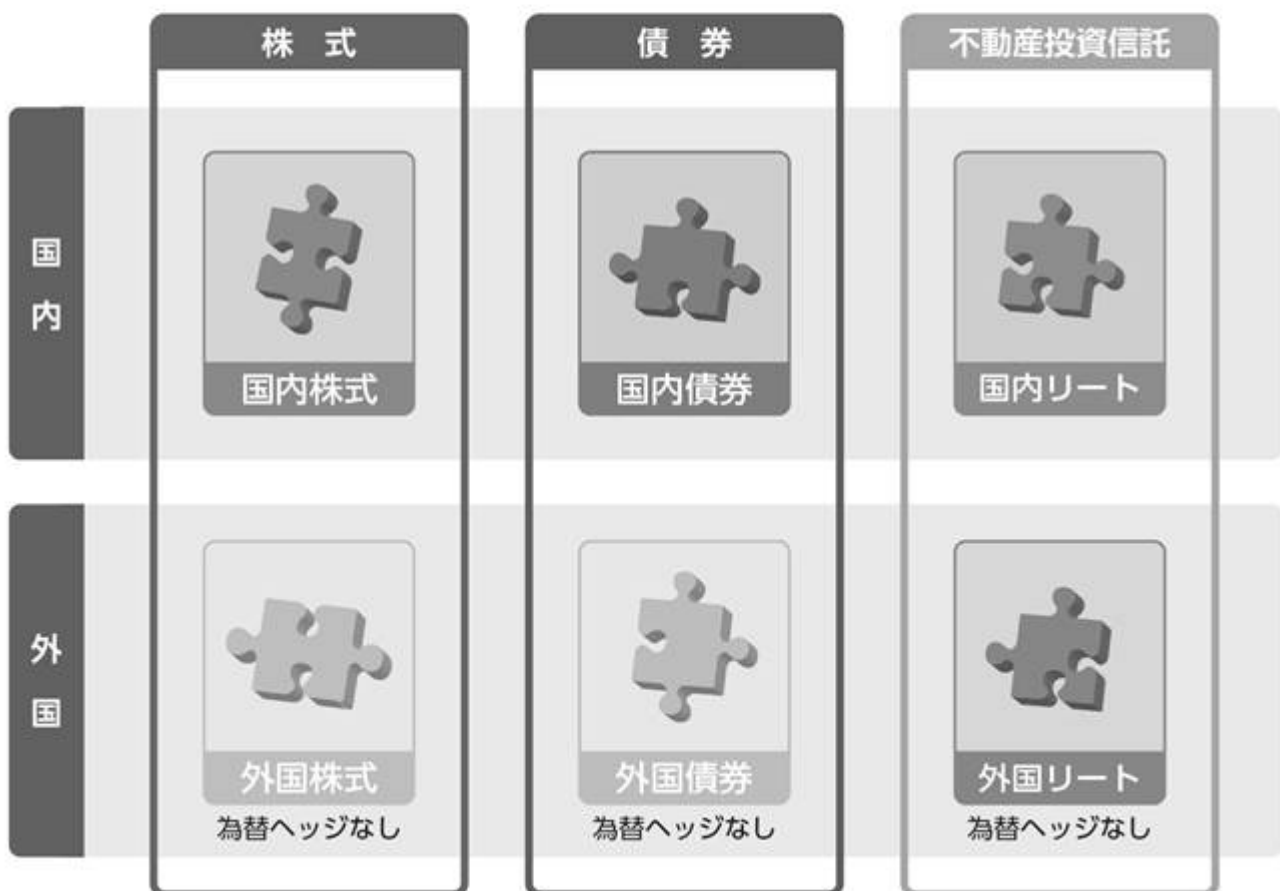 株 式
債 券
不動産投資信託
国内
国内株式
国内債券
国内リート
外国
外国株式
外国債券
外国リート
為替ヘッジなし
為替ヘッジなし
為替ヘッジなし